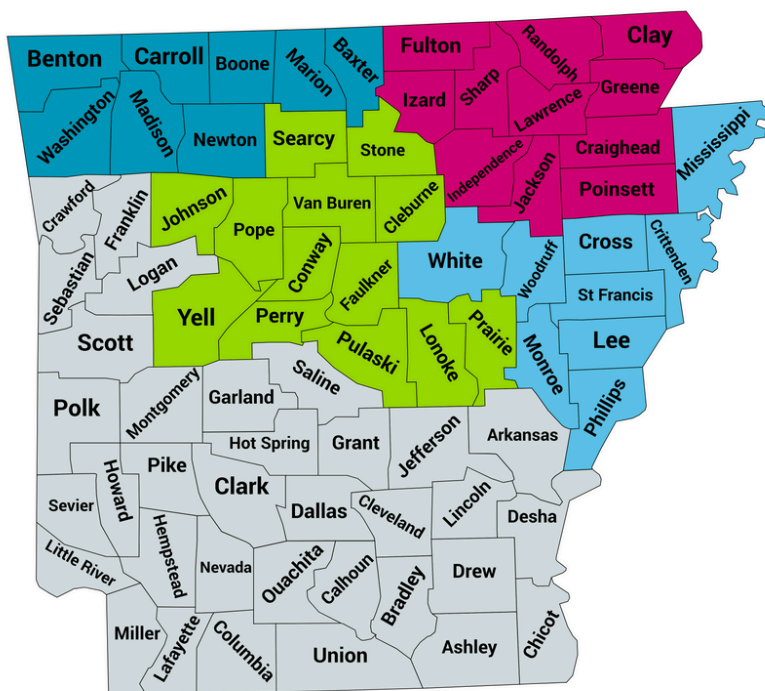 Benton
Carroll
Boone
Marion
Baxter
Fulton
Randolph
Clay
Washington
Madison
Newton
Searcy
Stone
Izard
Sharp
Lawrence
Greene
Mississippi
Independence
Jackson
Craighead
Poinsett
Crawford
Franklin
Johnson
Pope
Van Buren
Cleburne
White
Woodruff
Cross
Crittenden
Sebastian
Logan
Yell
Conway
Faulkner
St Francis
Scott
Perry
Pulaski
Lonoke
Prairie
Monroe
Lee
Phillips
Polk
Montgomery
Garland
Saline
Hot Spring
Grant
Jefferson
Arkansas
Sevier
Howard
Pike
Clark
Dallas
Cleveland
Lincoln
Desha
Little River
Hempstead
Nevada
Ouachita
Calhoun
Bradley
Drew
Miller
Lafayette
Columbia
Union
Ashley
Chicot